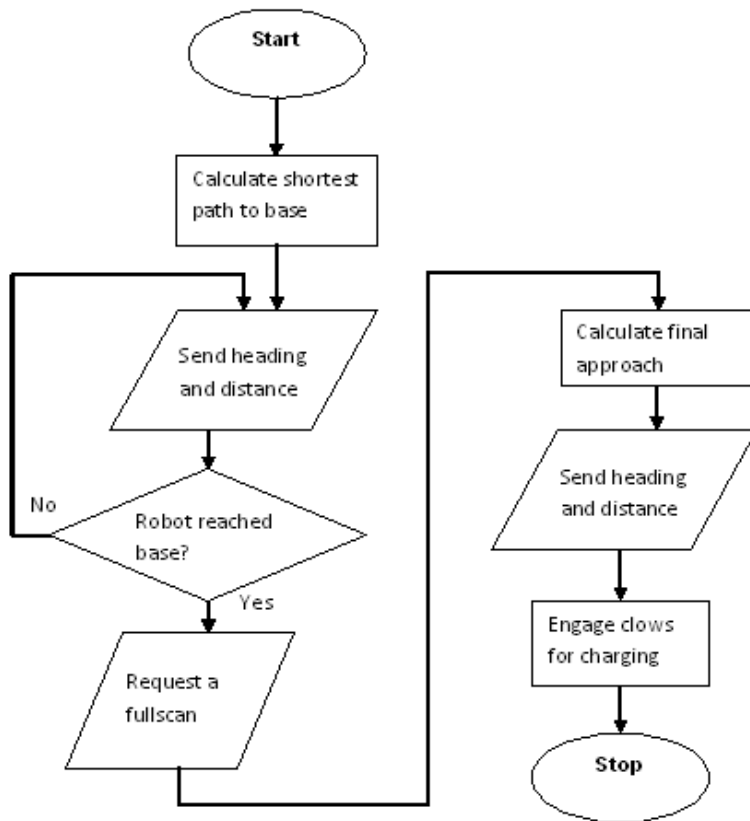 Start
Calculate shortest
path to base
Send heading
and distance
No
Robot reached
base?
Yes
Request a
fullscan
Calculate final
approach
Send heading
and distance
Engage clows
for charging
Stop